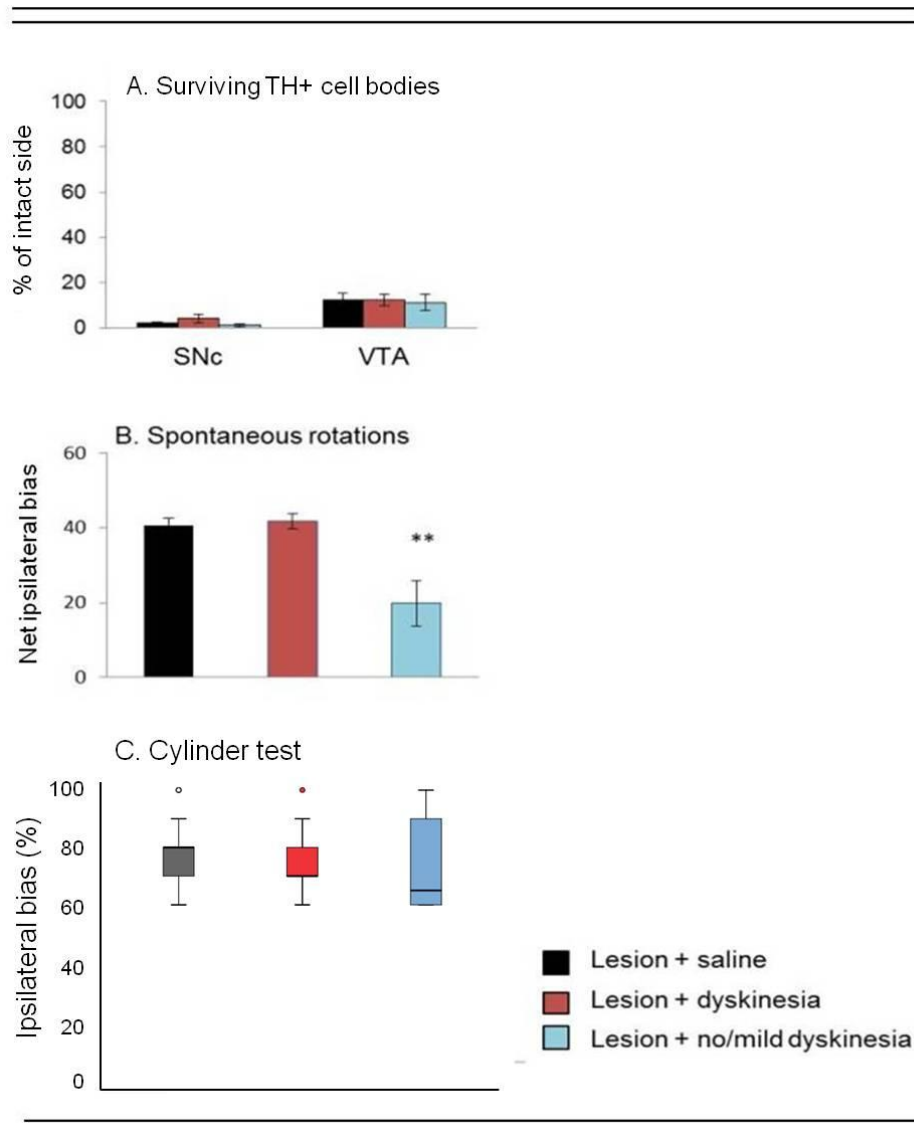 A. Surviving TH+ cell bodies
% of intact side
100
80
60
40
20
0
SNc
VTA
B. Spontaneous rotations
Net ipsilateral bias
60
40
20
0
**
C. Cylinder test
Ipsilateral bias (%)
100
80
60
40
20
0
Lesion + saline
Lesion + dyskinesia
Lesion + no/mild dyskinesia